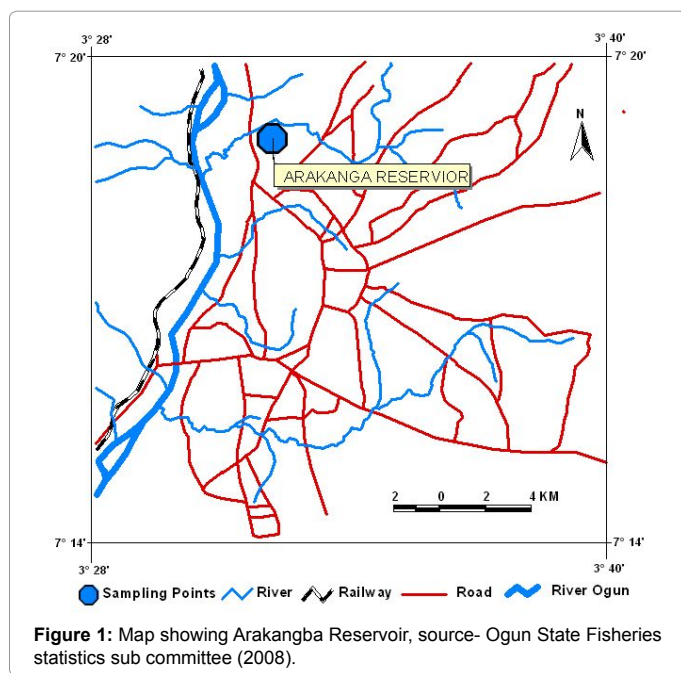 3° 28' 3° 40'
7° 20' 7° 20'
N
ARAKANGA RESERVIOR
2 0 2 4 KM
7° 14' 7° 14'
3° 28' 3° 40'
Sampling Points River Railway Road River Ogun
Figure 1: Map showing Arakangba Reservoir, source- Ogun State Fisheries
statistics sub committee (2008).